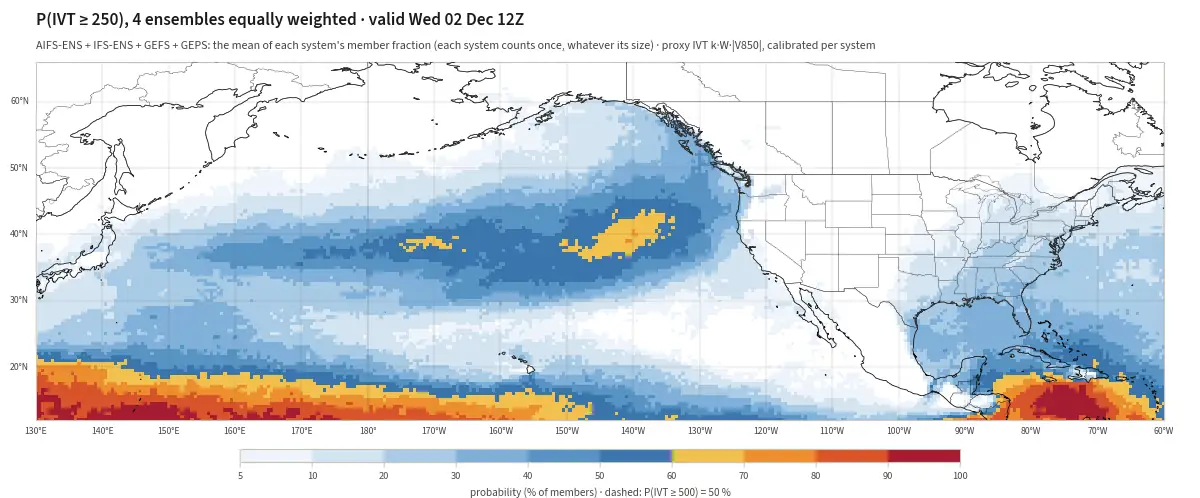 P(IVT ≥ 250), 4 ensembles equally weighted · valid Wed 02 Dec 12Z
AIFS-ENS + IFS-ENS + GEFS + GEPS: the mean of each system's member fraction (each system counts once, whatever its size) · proxy IVT k·W·|V850|, calibrated per system
60°N
50°N
40°N
30°N
20°N
130°E 140°E 150°E 160°E 170°E 180° 170°W 160°W 150°W 140°W 130°W 120°W 110°W 100°W 90°W 80°W 70°W 60°W
5 10 20 30 40 50 60 70 80 90 100
probability (% of members) · dashed: P(IVT ≥ 500) = 50 %